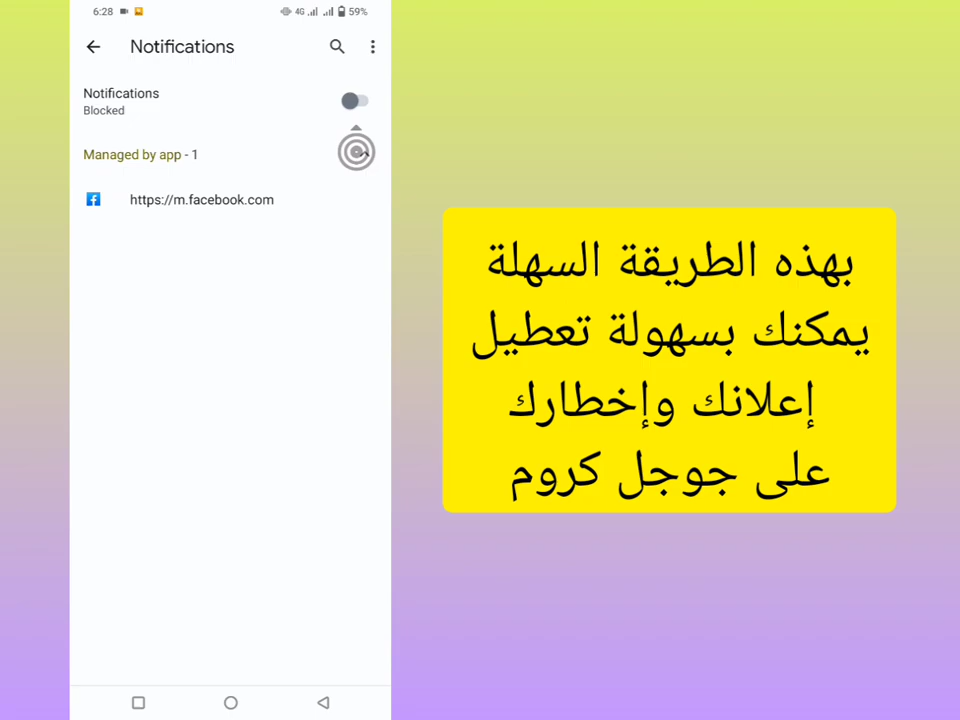 6:28
4G
59%
Notifications
Notifications
Blocked
Managed by app - 1
https://m.facebook.com
بهذه الطريقة السهلة
يمكنك بسهولة تعطيل
إعلانك وإخطارك
على جوجل كروم